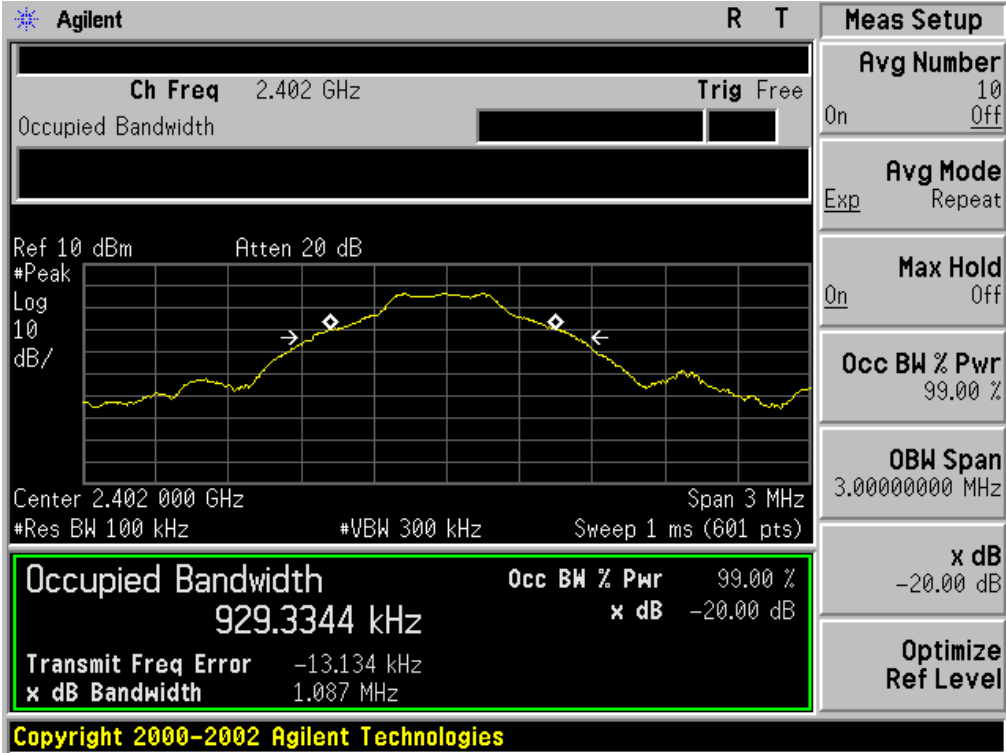 Agilent R T
Meas Setup
Ch Freq 2.402 GHz Trig Free
Occupied Bandwidth
Ref 10 dBm Atten 20 dB
#Peak
Log
10
dB/
Center 2.402 000 GHz Span 3 MHz
#Res BW 100 kHz #VBW 300 kHz Sweep 1 ms (601 pts)
Occupied Bandwidth Occ BW % Pwr 99.00 %
929.3344 kHz x dB -20.00 dB
Transmit Freq Error -13.134 kHz
x dB Bandwidth 1.087 MHz
Avg Number
10
On Off
Avg Mode
Exp Repeat
Max Hold
On Off
Occ BW % Pwr
99.00 %
OBW Span
3.00000000 MHz
x dB
-20.00 dB
Optimize
Ref Level
Copyright 2000-2002 Agilent Technologies